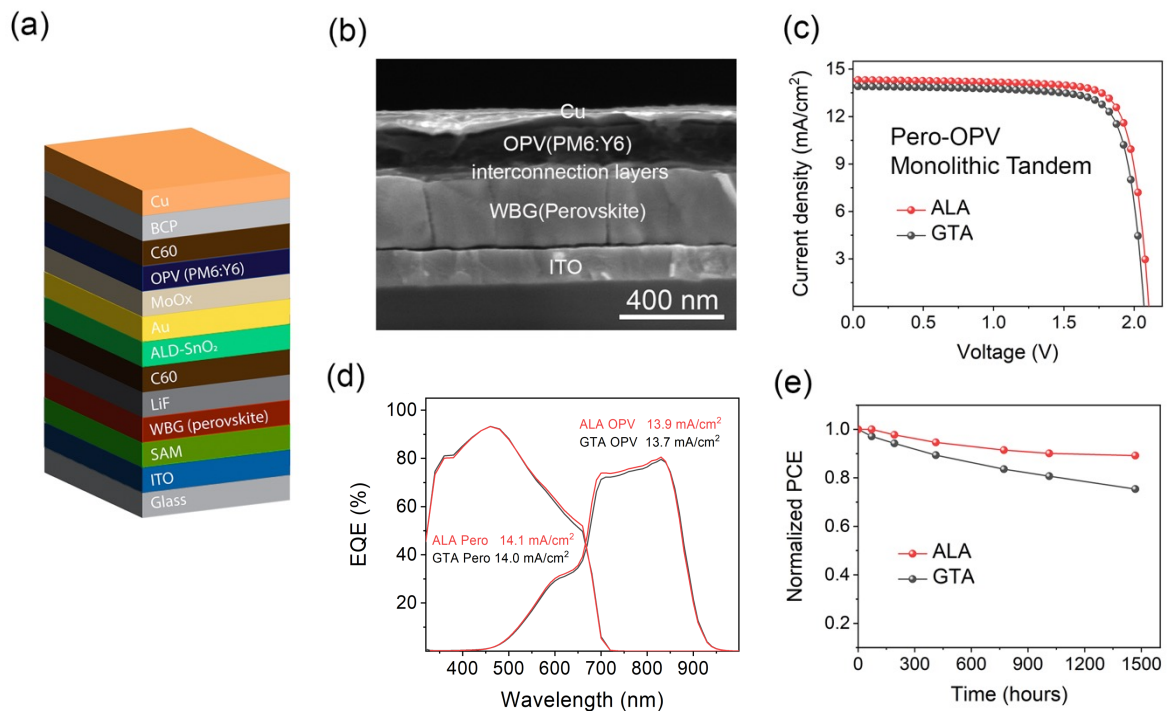 (a)
Cu
BCP
C60
OPV (PM6:Y6)
MoOx
Au
ALD-SnO₂
C60
LiF
WBG (perovskite)
SAM
ITO
Glass
(b)
Cu
OPV(PM6:Y6)
interconnection layers
WBG(Perovskite)
ITO
400 nm
(c)
Current density (mA/cm²)
15
12
9
6
3
Pero-OPV
Monolithic Tandem
ALA
GTA
0.0 0.5 1.0 1.5 2.0
Voltage (V)
(d)
EQE (%)
100
80
60
40
20
ALA OPV 13.9 mA/cm²
GTA OPV 13.7 mA/cm²
ALA Pero 14.1 mA/cm²
GTA Pero 14.0 mA/cm²
400 500 600 700 800 900
Wavelength (nm)
(e)
Normalized PCE
1.0
0.8
0.6
0.4
0.2
ALA
GTA
0 300 600 900 1200 1500
Time (hours)